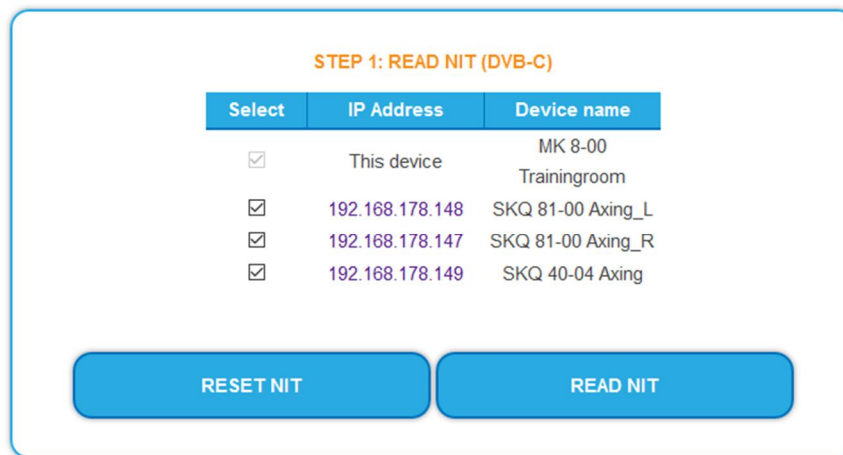 STEP 1: READ NIT (DVB-C)
Select IP Address Device name
This device MK 8-00 Trainingroom
192.168.178.148 SKQ 81-00 Axing_L
192.168.178.147 SKQ 81-00 Axing_R
192.168.178.149 SKQ 40-04 Axing
RESET NIT READ NIT